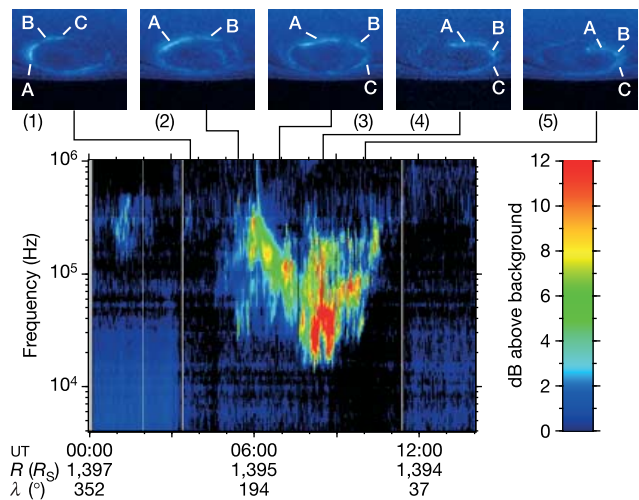 B C A
A B
A B C
A B C
A B C
(1) (2) (3) (4) (5)
10⁶
10⁵
10⁴
Frequency (Hz)
12
10
8
6
4
2
0
dB above background
UT 00:00 06:00 12:00
R (R_S) 1,397 1,395 1,394
λ (°) 352 194 37